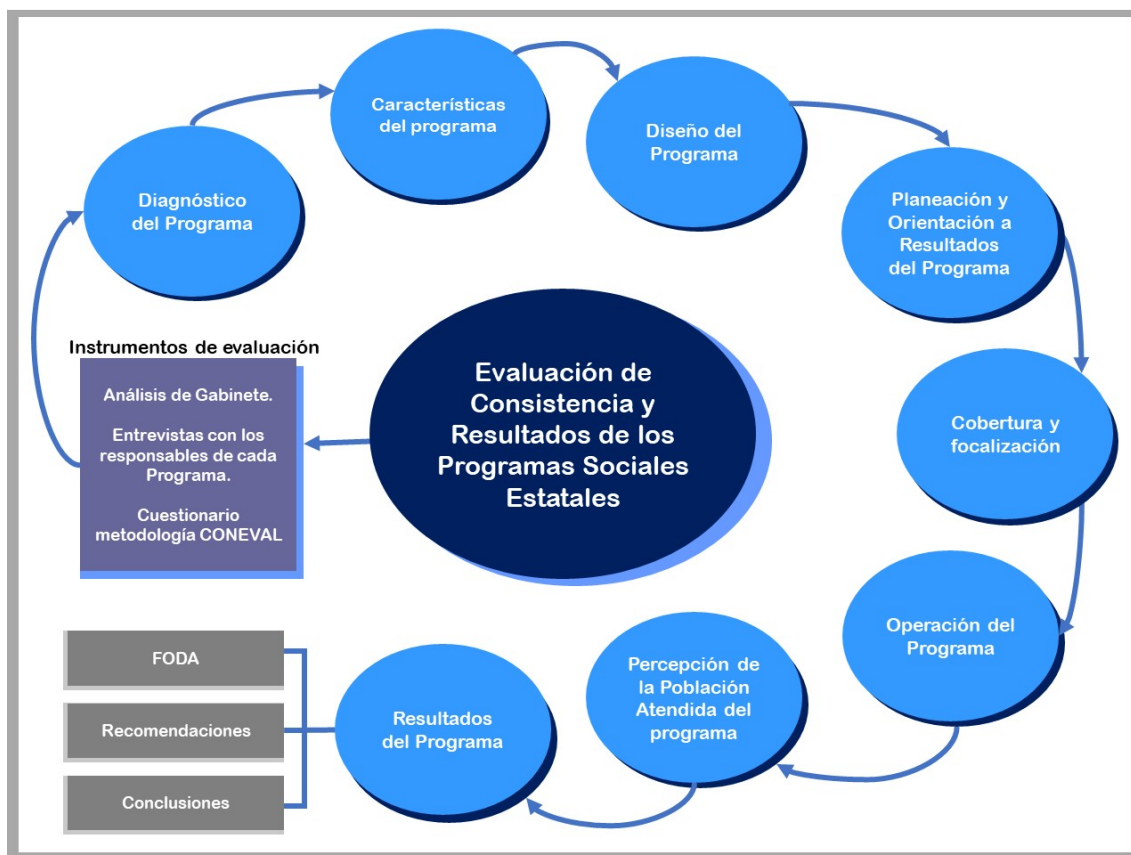 Características
del programa
Diseño del
Programa
Diagnóstico
del Programa
Planeación y
Orientación a
Resultados
del Programa
Instrumentos de evaluación
Análisis de Gabinete.
Entrevistas con los
responsables de cada
Programa.
Cuestionario
metodología CONEVAL
Evaluación de
Consistencia y
Resultados de los
Programas Sociales
Estatales
Cobertura y
focalización
Operación del
Programa
Percepción de
la Población
Atendida del
programa
Resultados
del Programa
FODA
Recomendaciones
Conclusiones